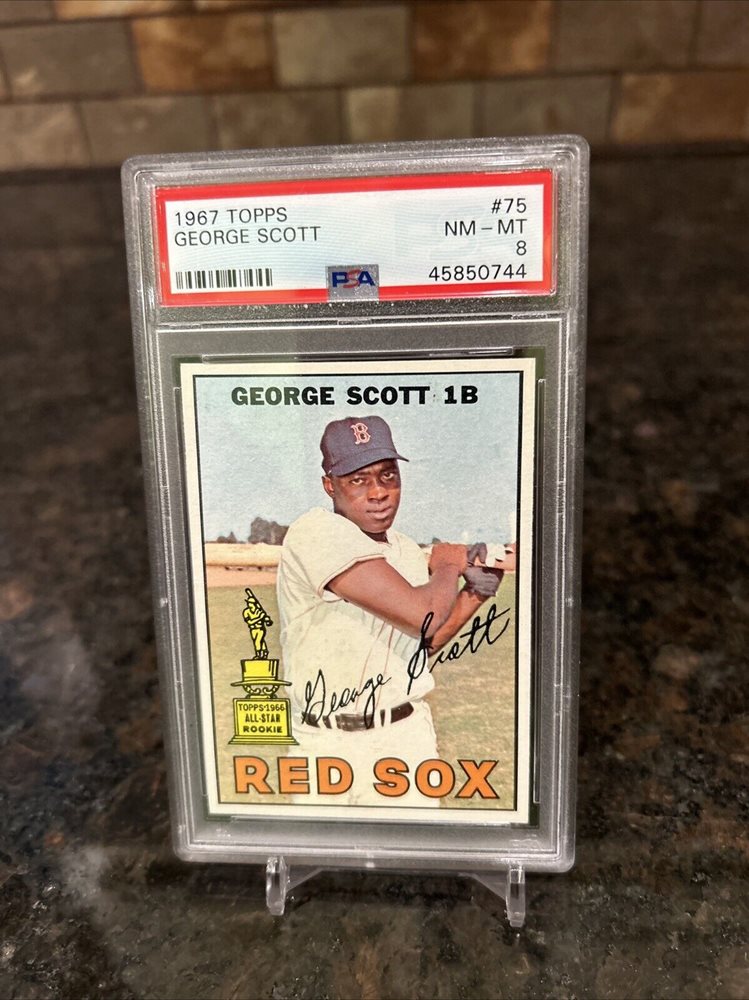 1967 TOPPS #75
GEORGE SCOTT NM-MT
8
PSA 45850744
GEORGE SCOTT 1B
B
George Scott
TOPPS-1966
ALL-STAR
ROOKIE
RED SOX